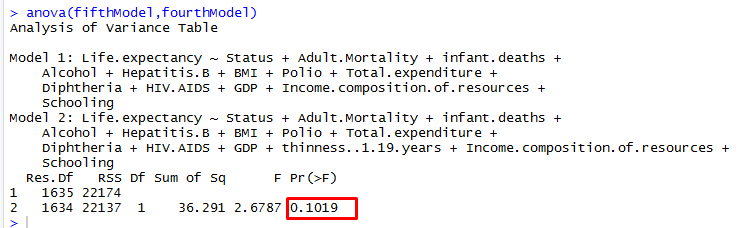 > anova(fifthModel,fourthModel)
Analysis of Variance Table

Model 1: Life.expectancy ~ Status + Adult.Mortality + infant.deaths +
    Alcohol + Hepatitis.B + BMI + Polio + Total.expenditure +
    Diphtheria + HIV.AIDS + GDP + Income.composition.of.resources +
    Schooling
Model 2: Life.expectancy ~ Status + Adult.Mortality + infant.deaths +
    Alcohol + Hepatitis.B + BMI + Polio + Total.expenditure +
    Diphtheria + HIV.AIDS + GDP + thinness..1.19.years + Income.composition.of.resources +
    Schooling
  Res.Df   RSS Df Sum of Sq      F Pr(>F)
1   1635 22174
2   1634 22137  1    36.291 2.6787 0.1019
>